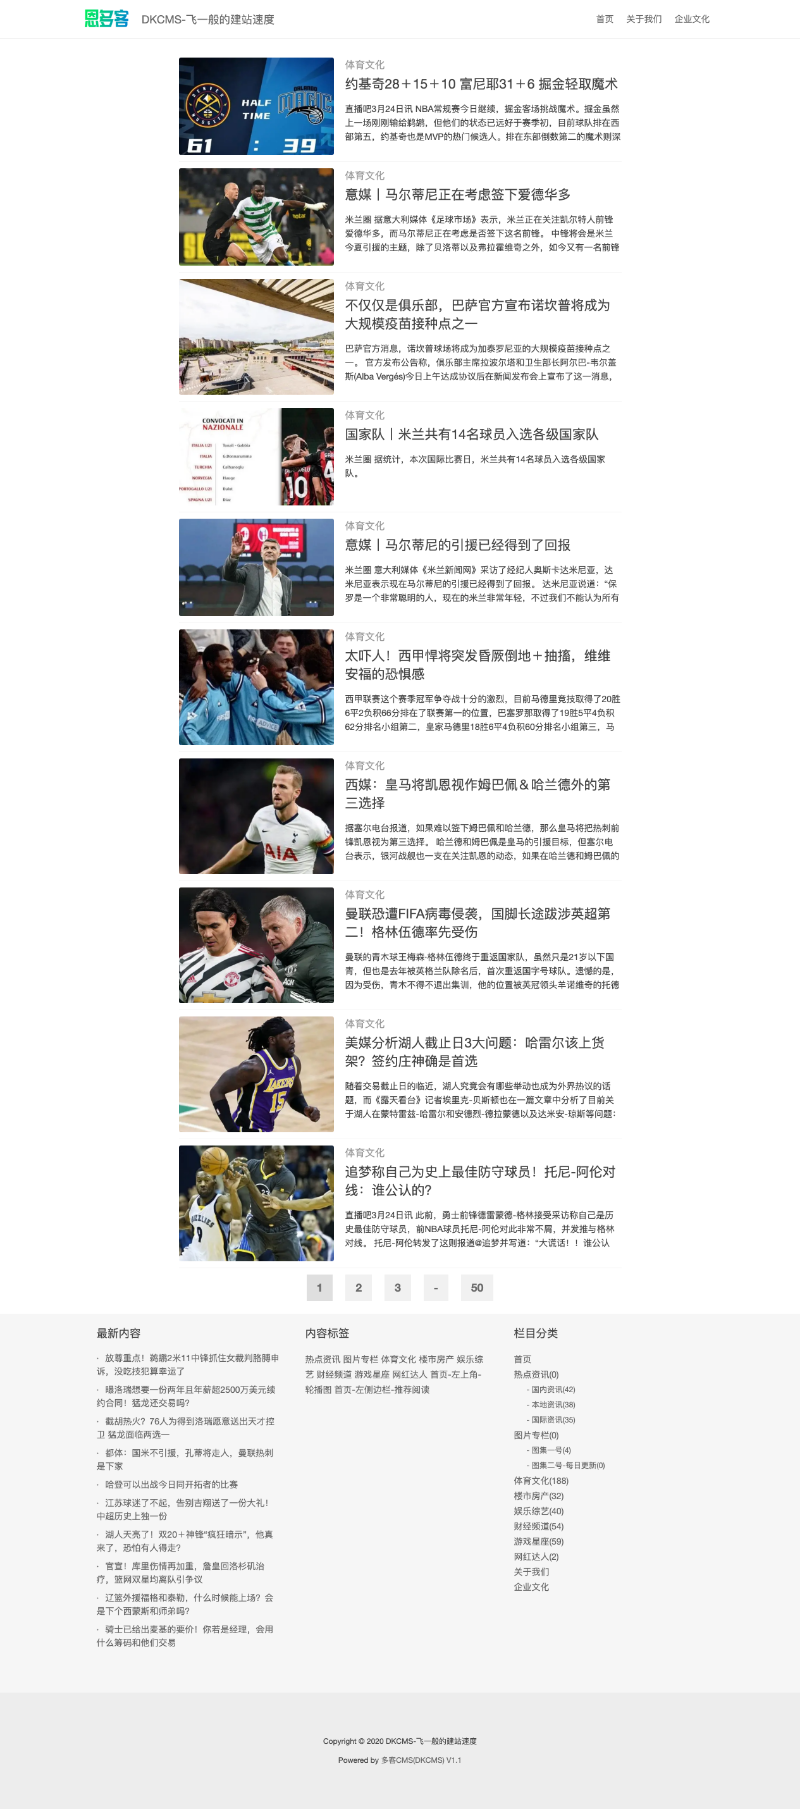 恩多客 DKCMS-飞一般的建站速度 首页 关于我们 企业文化
HALF
TIME
ORLANDO
MAGIC
61 : 39
体育文化
约基奇28+15+10 富尼耶31+6 掘金轻取魔术
直播吧3月24日讯 NBA常规赛今日继续，掘金客场挑战魔术。掘金虽然
上一场刚刚输给鹈鹕，但他们的状态已远好于赛季初，目前球队排在西
部第五，约基奇也是MVP的热门候选人。排在东部倒数第二的魔术则深
体育文化
意媒丨马尔蒂尼正在考虑签下爱德华多
米兰圈 据意大利媒体《足球市场》表示，米兰正在关注凯尔特人前锋
爱德华多，而马尔蒂尼正在考虑是否签下这名前锋。 中锋将会是米兰
今夏引援的主题，除了贝洛蒂以及弗拉霍维奇之外，如今又有一名前锋
体育文化
不仅仅是俱乐部，巴萨官方宣布诺坎普将成为
大规模疫苗接种点之一
巴萨官方消息，诺坎普球场将成为加泰罗尼亚的大规模疫苗接种点之
一。 官方发布公告称，俱乐部主席拉波尔塔和卫生部长阿尔巴-韦尔盖
斯(Alba Vergés)今日上午达成协议后在新闻发布会上宣布了这一消息，
CONVOCATI IN
NAZIONALE
体育文化
国家队｜米兰共有14名球员入选各级国家队
米兰圈 据统计，本次国际比赛日，米兰共有14名球员入选各级国家
队。
体育文化
意媒丨马尔蒂尼的引援已经得到了回报
米兰圈 意大利媒体《米兰新闻网》采访了经纪人奥斯卡达米尼亚，达
米尼亚表示现在马尔蒂尼的引援已经得到了回报。 达米尼亚说道：“保
罗是一个非常聪明的人，现在的米兰非常年轻，不过我们不能认为所有
体育文化
太吓人！西甲悍将突发昏厥倒地＋抽搐，维维
安福的恐惧感
西甲联赛这个赛季冠军争夺战十分的激烈，目前马德里竞技取得了20胜
6平2负积66分排在了联赛第一的位置，巴塞罗那取得了19胜5平4负积
62分排名小组第二，皇家马德里18胜6平4负积60分排名小组第三，马
AIA
体育文化
西媒：皇马将凯恩视作姆巴佩＆哈兰德外的第
三选择
据塞尔电台报道，如果难以签下姆巴佩和哈兰德，那么皇马将把热刺前
锋凯恩视为第三选择。 哈兰德和姆巴佩是皇马的引援目标，但塞尔电
台表示，银河战舰也一支在关注凯恩的动态，如果在哈兰德和姆巴佩的
体育文化
曼联恐遭FIFA病毒侵袭，国脚长途跋涉英超第
二！格林伍德率先受伤
曼联的青木球王梅森·格林伍德终于重返国家队，虽然只是21岁以下国
青，但也是去年被英格兰队除名后，首次重返国字号球队。遗憾的是，
因为受伤，青木不得不退出集训，他的位置被英冠领头羊诺维奇的托德
LAKERS
15
体育文化
美媒分析湖人截止日3大问题：哈雷尔该上货
架？签约庄神确是首选
随着交易截止日的临近，湖人究竟会有哪些举动也成为外界热议的话
题，而《露天看台》记者埃里克-贝斯顿也在一篇文章中分析了目前关
于湖人在蒙特雷兹-哈雷尔和安德烈-德拉蒙德以及达米安-琼斯等问题：
9
体育文化
追梦称自己为史上最佳防守球员！托尼-阿伦对
线：谁公认的？
直播吧3月24日讯 此前，勇士前锋德雷蒙德-格林接受采访称自己是历
史最佳防守球员，前NBA球员托尼-阿伦对此非常不屑，并发推与格林
对线。 托尼-阿伦转发了这则报道@追梦并写道：“大谎话！！谁公认
1 2 3 - 50
最新内容
· 放尊重点！鹈鹕2米11中锋抓住女裁判胳膊申
诉，没吃技犯算幸运了
· 曝洛瑞想要一份两年且年薪超2500万美元续
约合同！猛龙还交易吗？
· 截胡热火？76人为得到洛瑞愿意送出天才控
卫 猛龙面临两选一
· 都体：国米不引援，孔蒂将走人，曼联热刺
是下家
· 哈登可以出战今日同开拓者的比赛
· 江苏球迷了不起，告别吉翔送了一份大礼！
中超历史上独一份
· 湖人天亮了！双20＋神锋“疯狂暗示”，他真
来了，恐怕有人得走？
· 官宣！库里伤情再加重，詹皇回洛杉矶治
疗，篮网双星均离队引争议
· 辽篮外援福格和泰勒，什么时候能上场？会
是下个西蒙斯和师弟吗？
· 骑士已给出麦基的要价！你若是经理，会用
什么筹码和他们交易
内容标签
热点资讯 图片专栏 体育文化 楼市房产 娱乐综
艺 财经频道 游戏星座 网红达人 首页-左上角-
轮播图 首页-左侧边栏-推荐阅读
栏目分类
首页
热点资讯(0)
- 国内资讯(42)
- 本地资讯(38)
- 国际资讯(35)
图片专栏(0)
- 图集一号(4)
- 图集二号-每日更新(0)
体育文化(188)
楼市房产(32)
娱乐综艺(40)
财经频道(54)
游戏星座(59)
网红达人(2)
关于我们
企业文化
Copyright © 2020 DKCMS-飞一般的建站速度
Powered by 多客CMS(DKCMS) V1.1